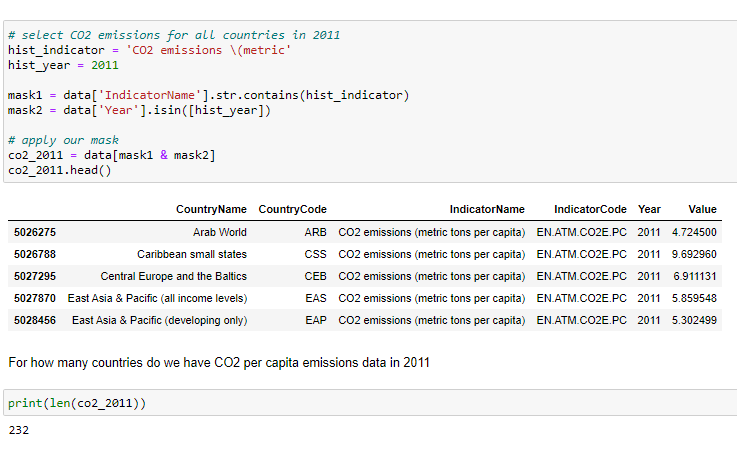 # select CO2 emissions for all countries in 2011
hist_indicator = 'CO2 emissions \(metric'
hist_year = 2011
mask1 = data['IndicatorName'].str.contains(hist_indicator)
mask2 = data['Year'].isin([hist_year])
# apply our mask
co2_2011 = data[mask1 & mask2]
co2_2011.head()
CountryName CountryCode IndicatorName IndicatorCode Year Value
5026275 Arab World ARB CO2 emissions (metric tons per capita) EN.ATM.CO2E.PC 2011 4.724500
5026788 Caribbean small states CSS CO2 emissions (metric tons per capita) EN.ATM.CO2E.PC 2011 9.692960
5027295 Central Europe and the Baltics CEB CO2 emissions (metric tons per capita) EN.ATM.CO2E.PC 2011 6.911131
5027870 East Asia & Pacific (all income levels) EAS CO2 emissions (metric tons per capita) EN.ATM.CO2E.PC 2011 5.859548
5028456 East Asia & Pacific (developing only) EAP CO2 emissions (metric tons per capita) EN.ATM.CO2E.PC 2011 5.302499
For how many countries do we have CO2 per capita emissions data in 2011
print(len(co2_2011))
232